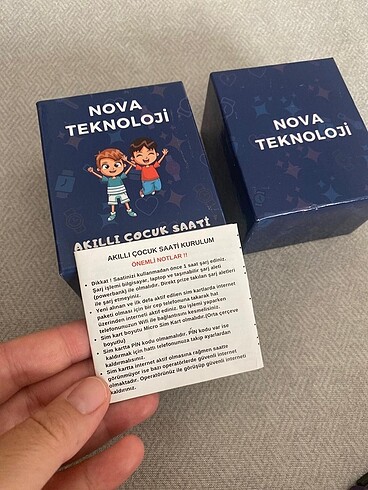 NOVA
TEKNOLOJİ
AKILLI ÇOCUK SAATİ
NOVA
TEKNOLOJİ
AKILLI ÇOCUK SAATİ KURULUM
ÖNEMLİ NOTLAR !!
• Dikkat ! Saatinizi kullanmadan önce 1 saat şarj ediniz.
Şarj işlemi bilgisayar, laptop ve taşınabilir şarj aleti
(powerbank) ile olmalıdır. Direkt prize takılan şarj aletleri
ile şarj etmeyiniz.
• Yeni alınan ve ilk defa aktif edilen sim kartlarda internet
paketi olması için bir cep telefonuna takarak hat
üzerinden interneti aktif ediniz. Bu işlemi yaparken
telefonunuzun Wifi ile bağlantısını kesmelisiniz.
• Sim kart boyutu Micro Sim Kart olmalıdır.(Orta çerçeve
boyutlu)
• Sim kartta PİN kodu olmamalıdır. PİN kodu var ise
kaldırmak için hattı telefonunuza takıp ayarlardan
kaldırmalısınız.
• Sim kartta internet aktif olmasına rağmen saatte
görünmüyor ise bazı operatörlerde güvenli internet
olmaktadır. Operatörünüz ile görüşüp güvenli interneti
kaldırınız.